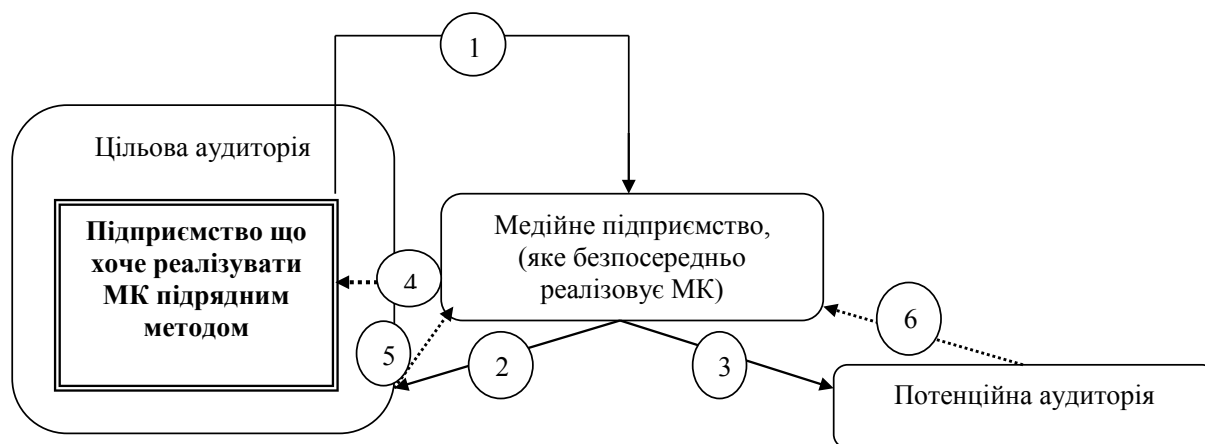 1
Цільова аудиторія
Підприємство що
хоче реалізувати
МК підрядним
методом
Медійне підприємство,
(яке безпосередньо
реалізовує МК)
4
5
2
3
6
Потенційна аудиторія